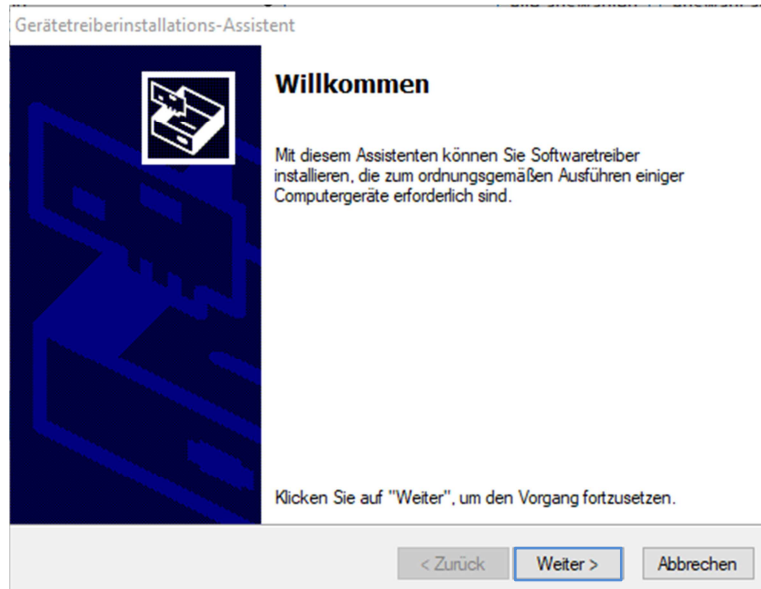 Gerätetreiberinstallations-Assistent
Willkommen
Mit diesem Assistenten können Sie Softwaretreiber
installieren, die zum ordnungsgemäßen Ausführen einiger
Computergeräte erforderlich sind.
Klicken Sie auf "Weiter", um den Vorgang fortzusetzen.
< Zurück
Weiter >
Abbrechen